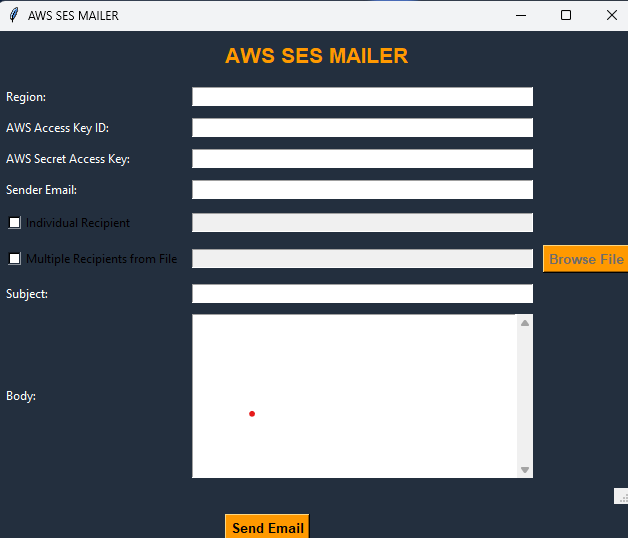 AWS SES MAILER
AWS SES MAILER
Region:
AWS Access Key ID:
AWS Secret Access Key:
Sender Email:
Individual Recipient
Multiple Recipients from File
Browse File
Subject:
Body:
Send Email